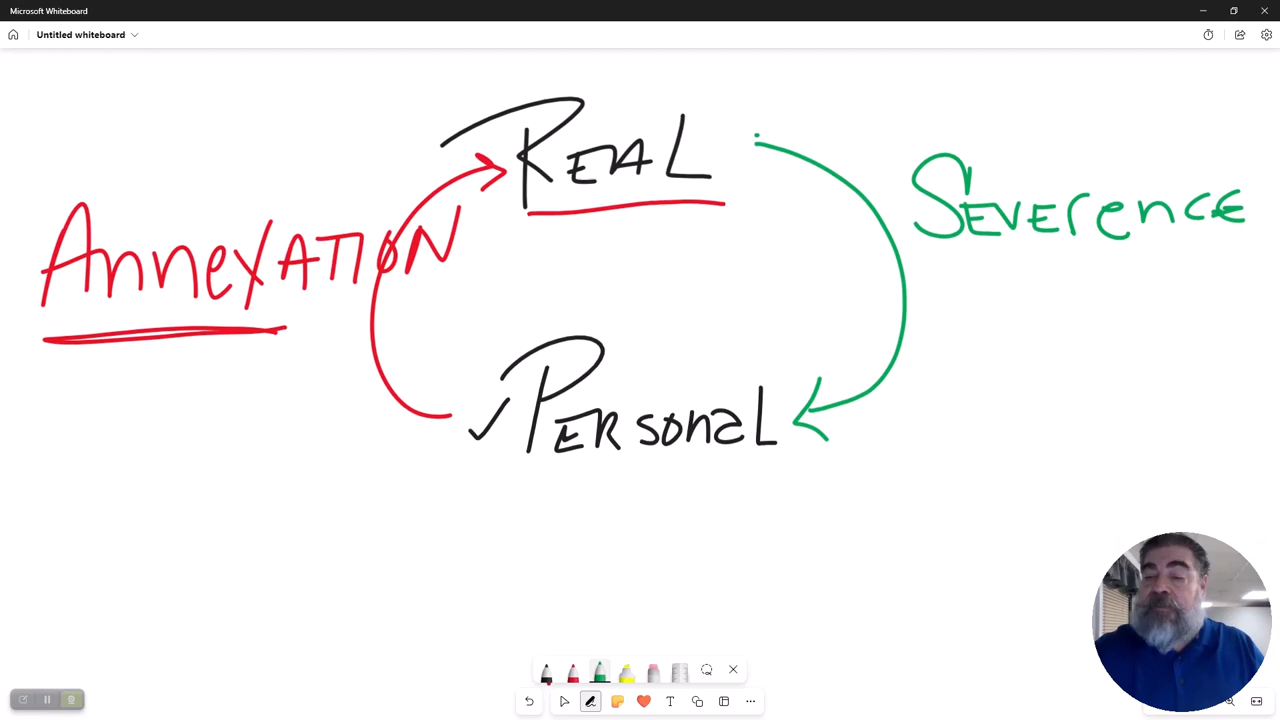 Microsoft Whiteboard
Untitled whiteboard
REAL
SEVErence
AnnexATION
PERsonaL
T